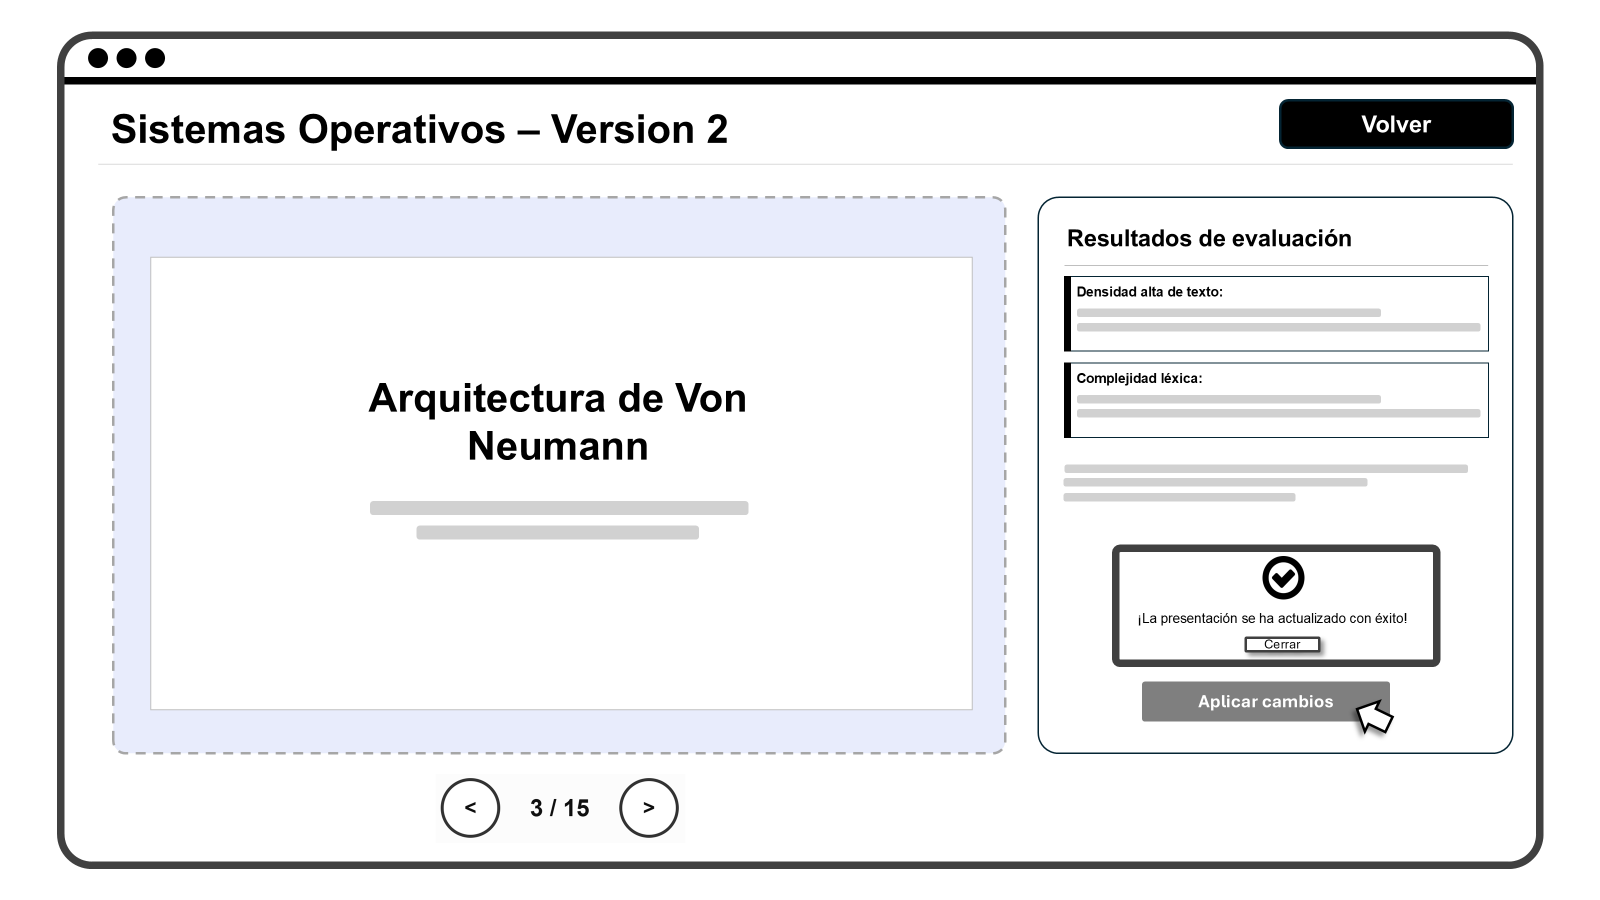 Sistemas Operativos – Version 2
Volver
Arquitectura de Von
Neumann
< 3 / 15 >
Resultados de evaluación
Densidad alta de texto:
Complejidad léxica:
¡La presentación se ha actualizado con éxito!
Cerrar
Aplicar cambios